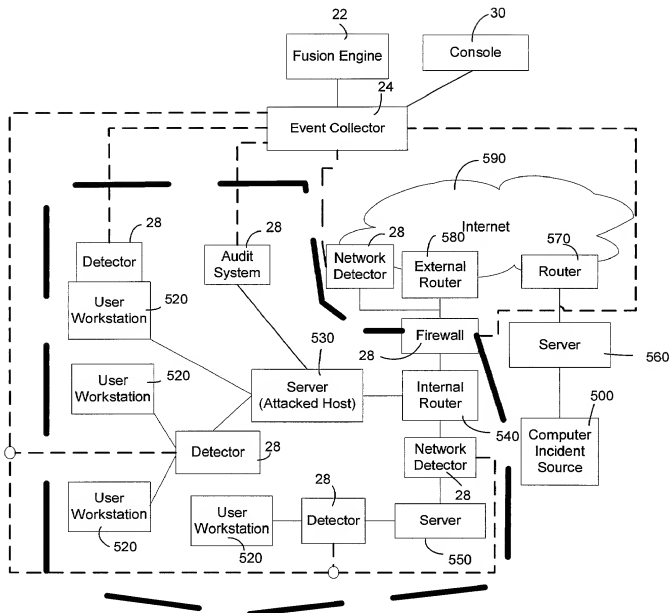 22
30
Fusion Engine
Console
24
Event Collector
590
Internet
28
28
28
580
570
Detector
Audit
System
Network
Detector
External
Router
Router
User
Workstation
520
530
28
Firewall
Server
560
User
Workstation
520
Server
(Attacked Host)
Internal
Router
540
500
Computer
Incident
Source
Detector
28
Network
Detector
28
User
Workstation
520
28
User
Workstation
520
Detector
Server
550